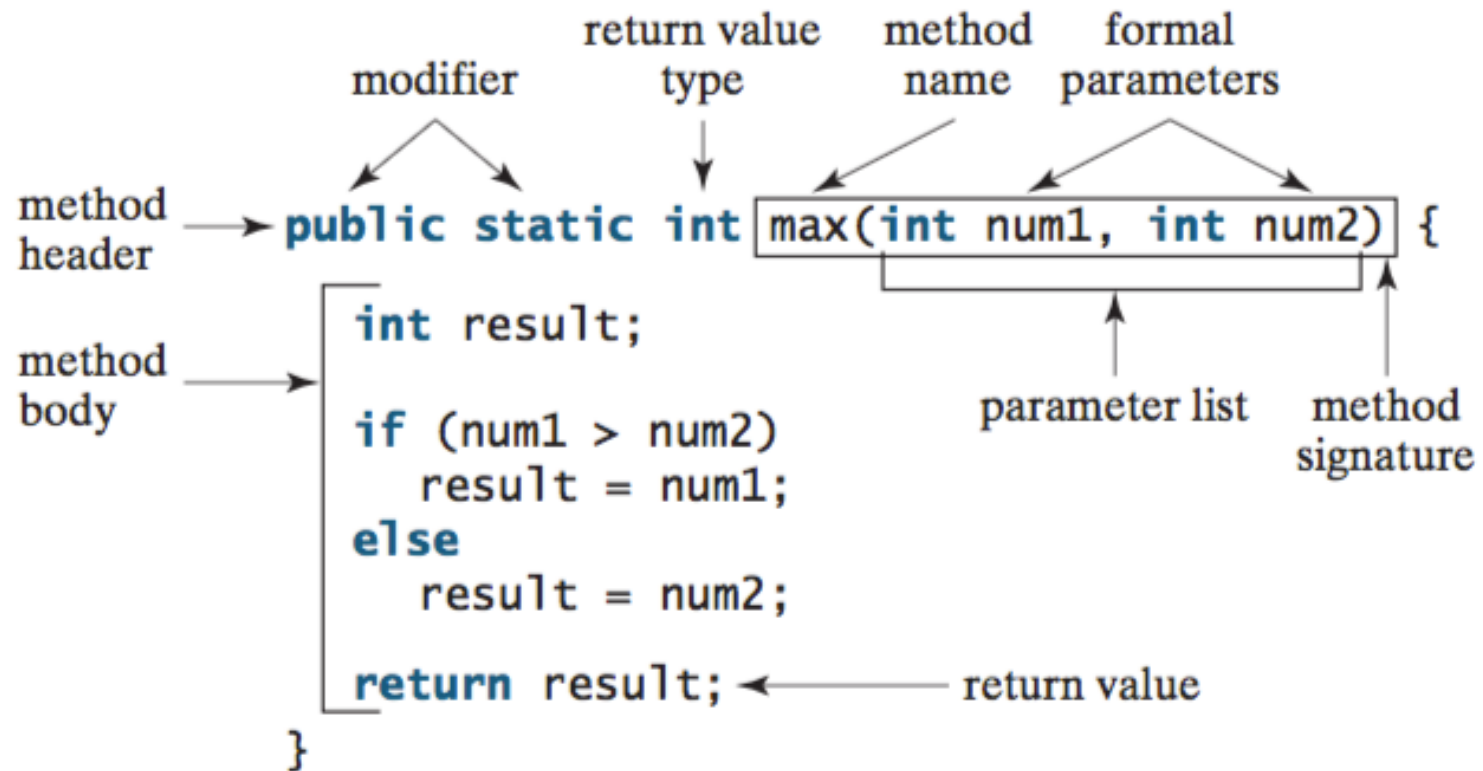 return value type
method name
formal parameters
modifier
method header
public static int max(int num1, int num2) {
int result;
method body
parameter list
method signature
if (num1 > num2)
result = num1;
else
result = num2;
return result;
return value
}